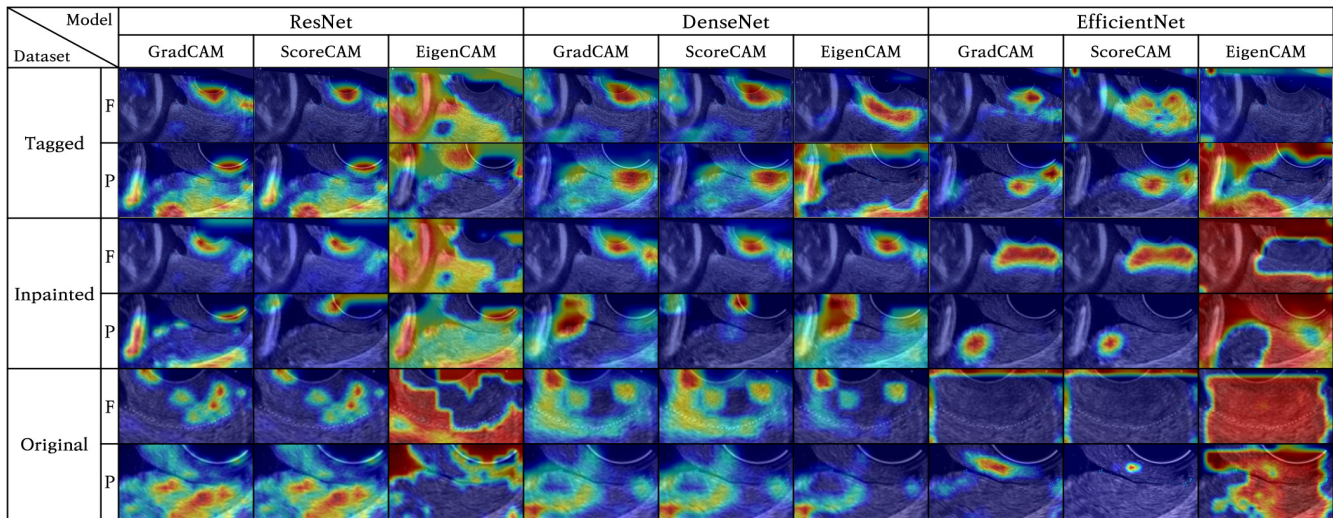 Model
Dataset
ResNet DenseNet EfficientNet
GradCAM ScoreCAM EigenCAM GradCAM ScoreCAM EigenCAM GradCAM ScoreCAM EigenCAM
Tagged
F
P
Inpainted
F
P
Original
F
P